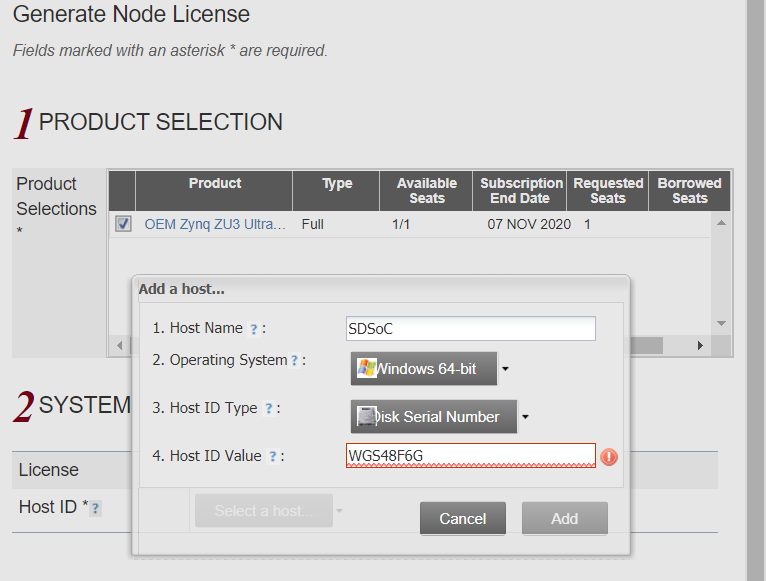 Generate Node License
Fields marked with an asterisk * are required.
1 PRODUCT SELECTION
Product Selections *
Product Type Available Seats Subscription End Date Requested Seats Borrowed Seats
OEM Zynq ZU3 Ultra... Full 1/1 07 NOV 2020 1
Add a host...
1. Host Name ? : SDSoC
2. Operating System ? : Windows 64-bit
3. Host ID Type ? : Disk Serial Number
4. Host ID Value ? : WGS48F6G
2 SYSTEM
License
Host ID * ? Select a host...
Cancel Add